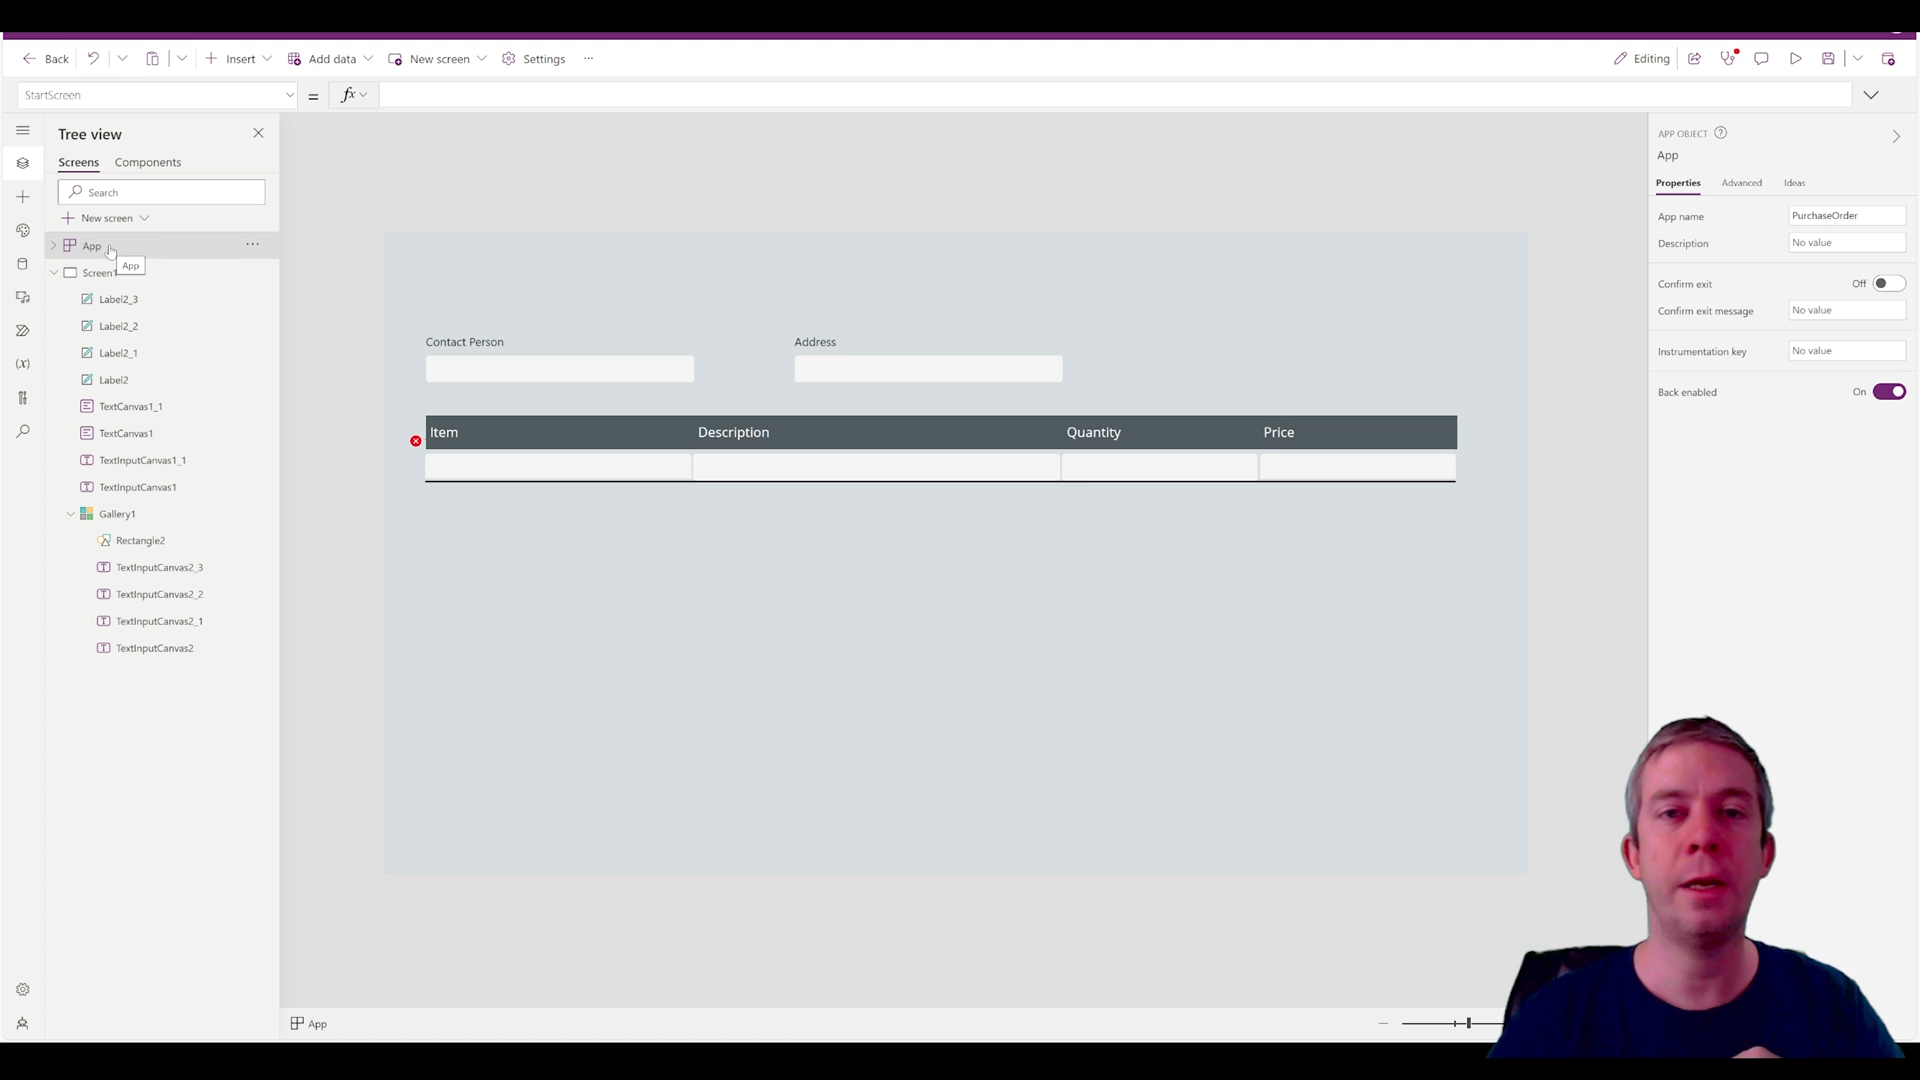 Back
Insert
Add data
New screen
Settings
Editing
StartScreen
=
fx
Tree view
Screens
Components
Search
New screen
App
App
Screen1
Label2_3
Label2_2
Label2_1
Label2
TextCanvas1_1
TextCanvas1
TextInputCanvas1_1
TextInputCanvas1
Gallery1
Rectangle2
TextInputCanvas2_3
TextInputCanvas2_2
TextInputCanvas2_1
TextInputCanvas2
Contact Person
Address
Item
Description
Quantity
Price
App
APP OBJECT
App
Properties
Advanced
Ideas
App name
PurchaseOrder
Description
No value
Confirm exit
Off
Confirm exit message
No value
Instrumentation key
No value
Back enabled
On